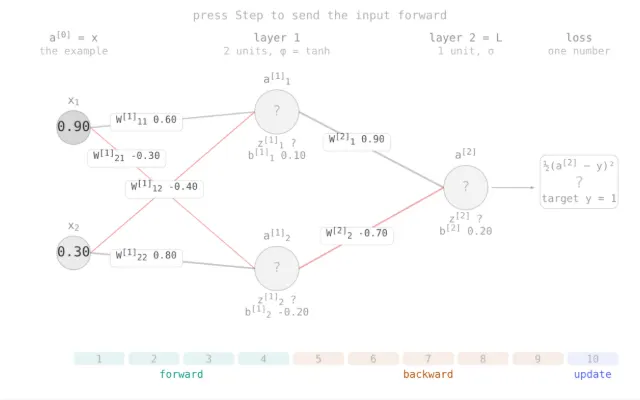 press Step to send the input forward
a[0] = x
the example
layer 1
2 units, φ = tanh
layer 2 = L
1 unit, σ
loss
one number
x₁
0.90
x₂
0.30
W[1]₁₁ 0.60
W[1]₂₁ -0.30
W[1]₁₂ -0.40
W[1]₂₂ 0.80
a[1]₁
?
z[1]₁ ?
b[1]₁ 0.10
a[1]₂
?
z[1]₂ ?
b[1]₂ -0.20
W[2]₁ 0.90
W[2]₂ -0.70
a[2]
?
z[2] ?
b[2] 0.20
½(a[2] − y)²
?
target y = 1
1 2 3 4 5 6 7 8 9 10
forward backward update